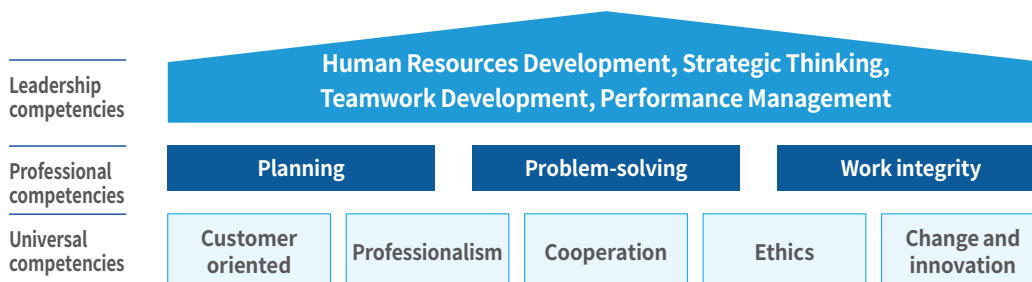 Leadership
competencies
Human Resources Development, Strategic Thinking,
Teamwork Development, Performance Management
Professional
competencies
Planning
Problem-solving
Work integrity
Universal
competencies
Customer
oriented
Professionalism
Cooperation
Ethics
Change and
innovation